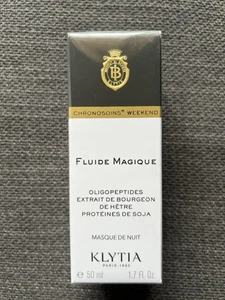 CHRONOSOINS® WEEKEND
FLUIDE MAGIQUE
OLIGOPEPTIDES
EXTRAIT DE BOURGEON
DE HÊTRE
PROTÉINES DE SOJA
MASQUE DE NUIT
KLYTIA
PARIS·1895
e 50 ml 1.7 fl. Oz